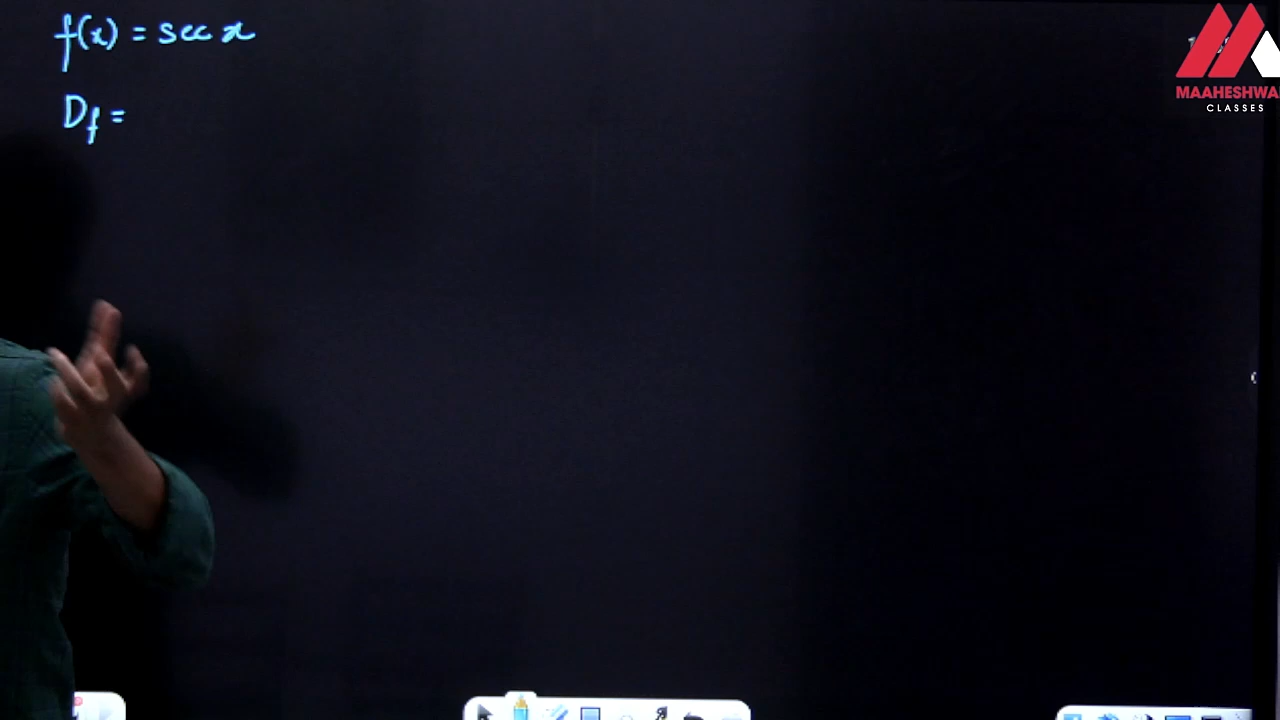 f(x) = sec x
D_f =
MAAHESHWA
CLASSES